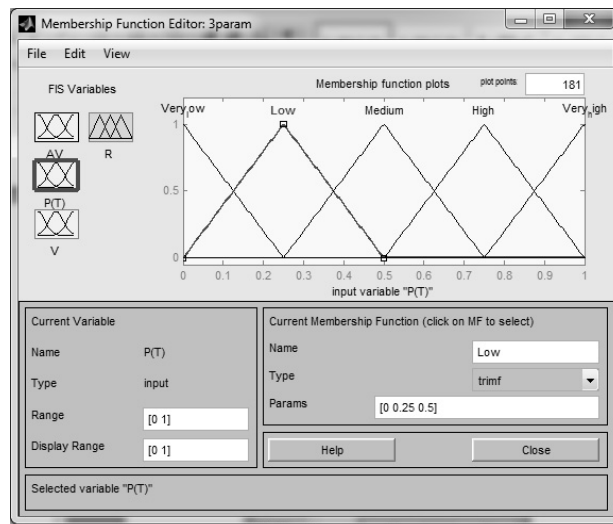 Membership Function Editor: 3param
File Edit View
FIS Variables
AV
R
P(T)
V
Membership function plots
plot points
181
Very_low Low Medium High Very_high
1
0.5
0
0 0.1 0.2 0.3 0.4 0.5 0.6 0.7 0.8 0.9 1
input variable "P(T)"
Current Variable
Name P(T)
Type input
Range [0 1]
Display Range [0 1]
Current Membership Function (click on MF to select)
Name Low
Type trimf
Params [0 0.25 0.5]
Help Close
Selected variable "P(T)"